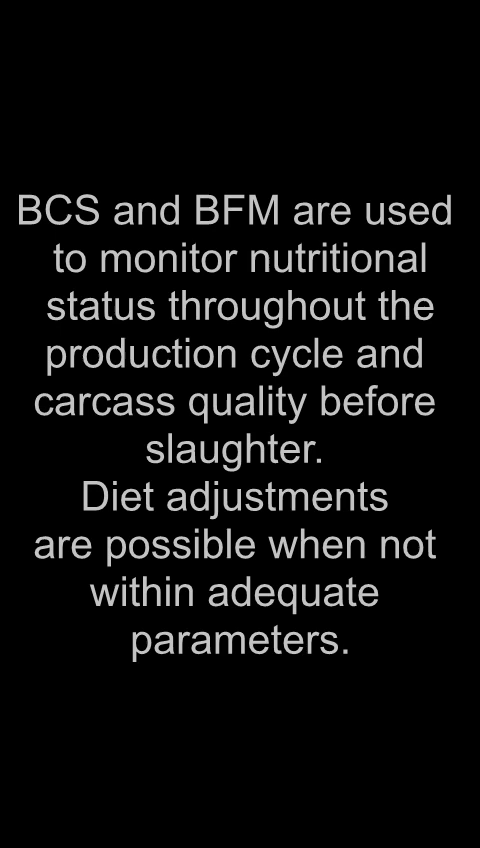 BCS and BFM are used
to monitor nutritional
status throughout the
production cycle and
carcass quality before
slaughter.
Diet adjustments
are possible when not
within adequate
parameters.